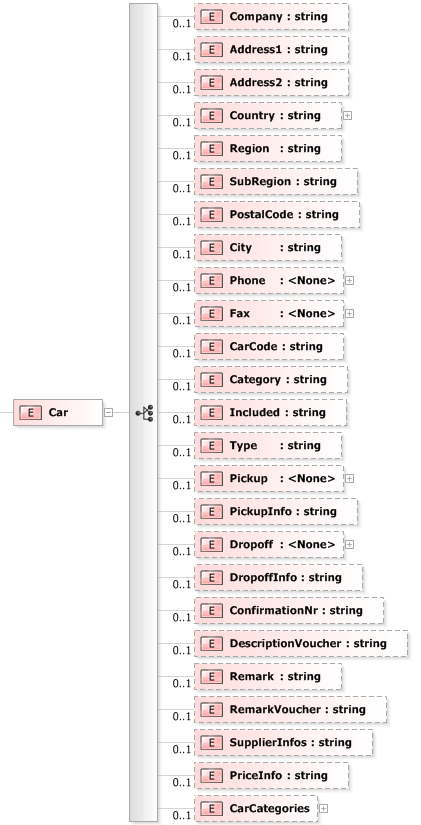 E Company : string
0..1
E Address1 : string
0..1
E Address2 : string
0..1
E Country : string
0..1
E Region : string
0..1
E SubRegion : string
0..1
E PostalCode : string
0..1
E City : string
0..1
E Phone : <None>
0..1
E Fax : <None>
0..1
E CarCode : string
0..1
E Category : string
0..1
E Car
E Included : string
0..1
E Type : string
0..1
E Pickup : <None>
0..1
E PickupInfo : string
0..1
E Dropoff : <None>
0..1
E DropoffInfo : string
0..1
E ConfirmationNr : string
0..1
E DescriptionVoucher : string
0..1
E Remark : string
0..1
E RemarkVoucher : string
0..1
E SupplierInfos : string
0..1
E PriceInfo : string
0..1
E CarCategories
0..1